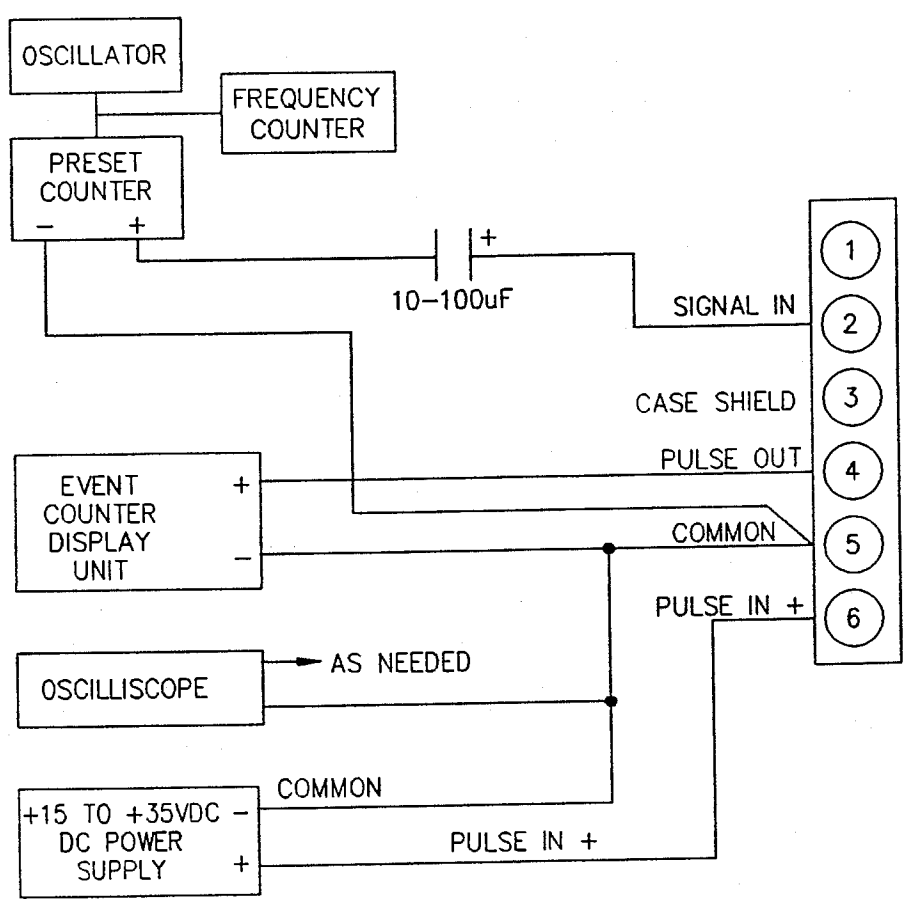 OSCILLATOR
FREQUENCY
COUNTER
PRESET
COUNTER
- +
+
10-100uF
1
SIGNAL IN
2
CASE SHIELD
3
PULSE OUT
4
EVENT
COUNTER
DISPLAY
UNIT
+
-
COMMON
5
PULSE IN +
6
OSCILLISCOPE
AS NEEDED
COMMON
+15 TO +35VDC -
DC POWER
SUPPLY
+
PULSE IN +